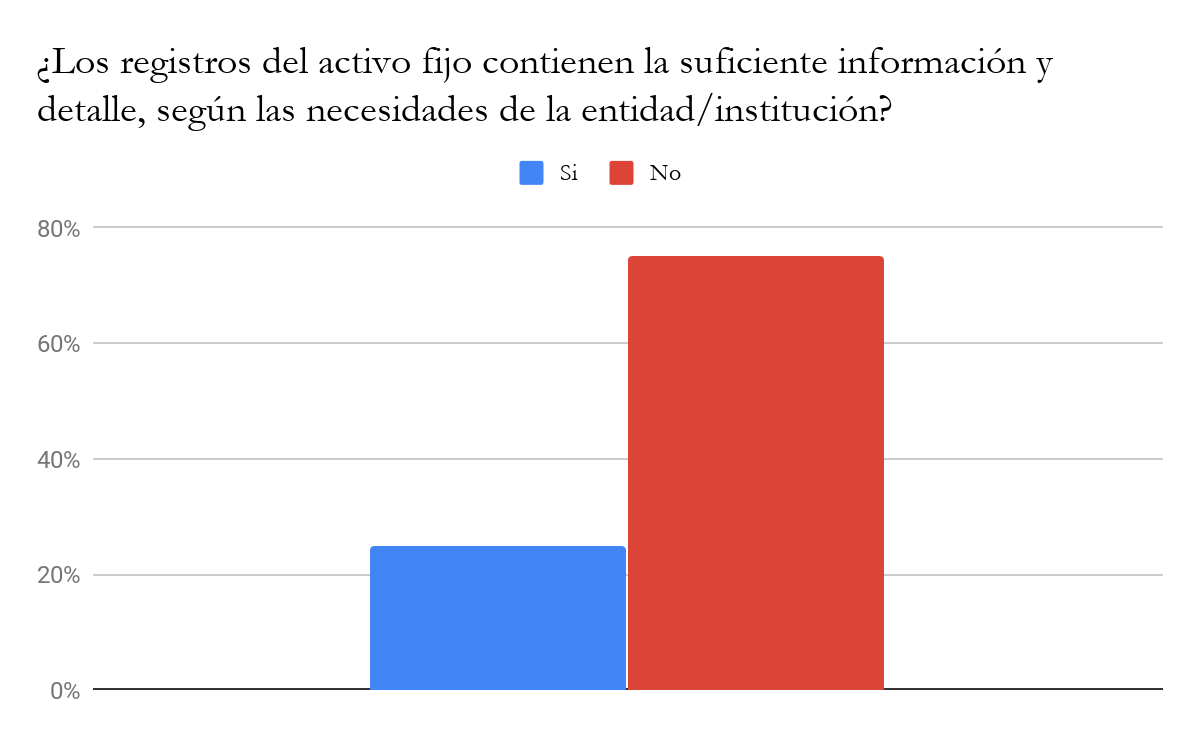 ¿Los registros del activo fijo contienen la suficiente información y
detalle, según las necesidades de la entidad/institución?
Si No
80%
60%
40%
20%
0%